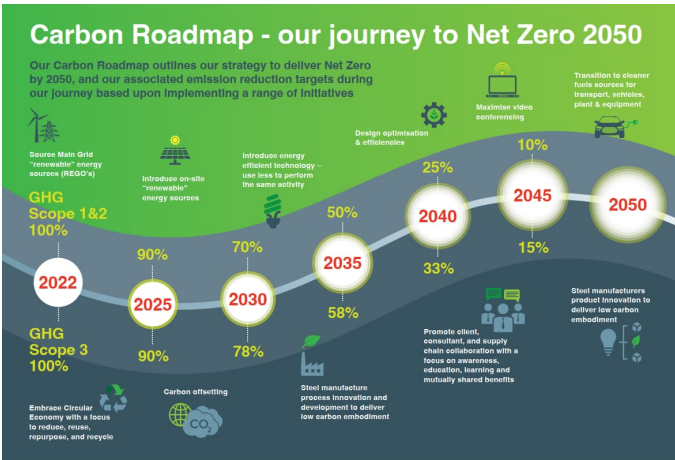 Carbon Roadmap - our journey to Net Zero 2050
Our Carbon Roadmap outlines our strategy to deliver Net Zero
by 2050, and our associated emission reduction targets during
our journey based upon implementing a range of initiatives
Source Main Grid
"renewable" energy
sources (REGO's)
Introduce on-site
"renewable"
energy sources
Introduce energy
efficient technology –
use less to perform
the same activity
Design optimisation
& efficiencies
Maximise video
conferencing
Transition to cleaner
fuels sources for
transport, vehicles,
plant & equipment
GHG
Scope 1&2
100%
90%
70%
50%
25%
10%
2022
2025
2030
2035
2040
2045
2050
GHG
Scope 3
100%
90%
78%
58%
33%
15%
Embrace Circular
Economy with a focus
to reduce, reuse,
repurpose, and recycle
Carbon offsetting
CO2
Steel manufacture
process innovation and
development to deliver
low carbon embodiment
Promote client,
consultant, and supply
chain collaboration with a
focus on awareness,
education, learning and
mutually shared benefits
Steel manufacturers
product innovation to
deliver low carbon
embodiment